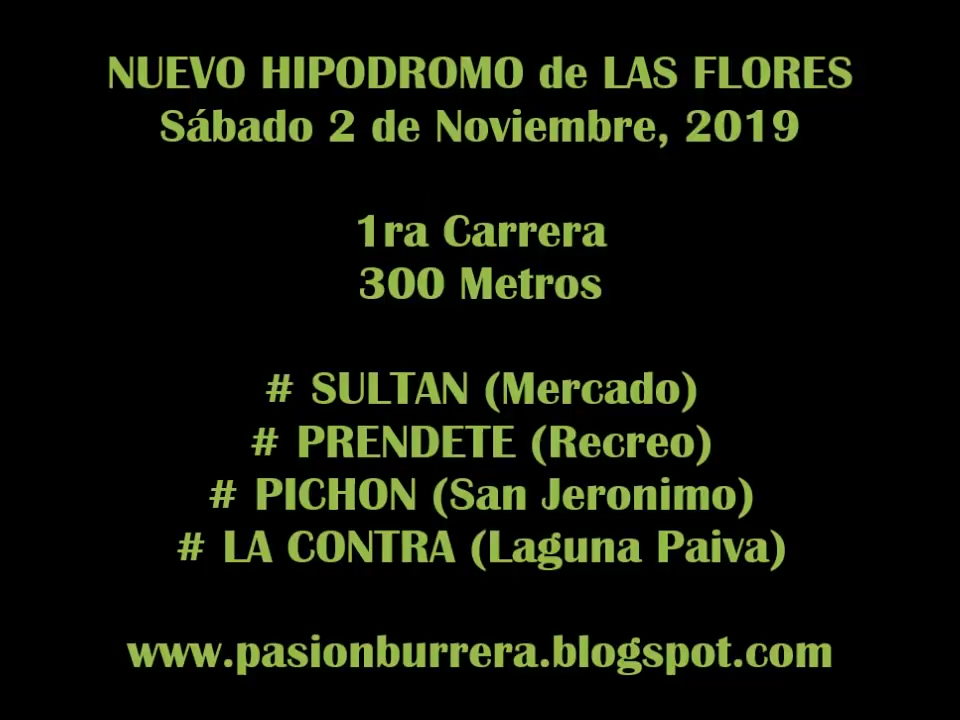 NUEVO HIPODROMO de LAS FLORES
Sábado 2 de Noviembre, 2019
1ra Carrera
300 Metros
# SULTAN (Mercado)
# PRENDETE (Recreo)
# PICHON (San Jeronimo)
# LA CONTRA (Laguna Paiva)
www.pasionburrera.blogspot.com